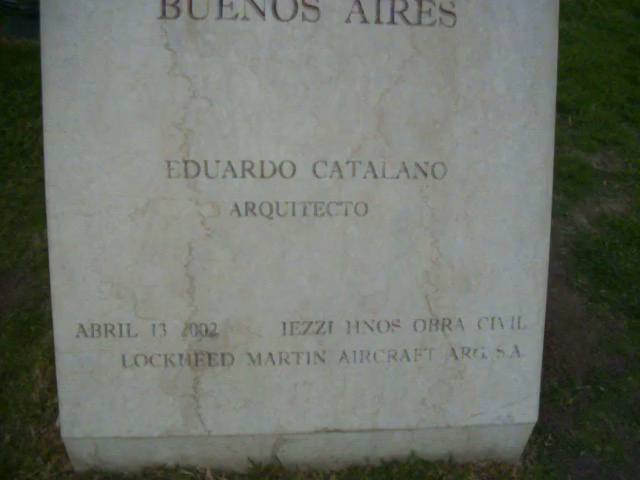 BUENOS AIRES
EDUARDO CATALANO
ARQUITECTO
ABRIL 13 2002 IEZZI HNOS OBRA CIVIL
LOCKHEED MARTIN AIRCRAFT ARG. S.A.